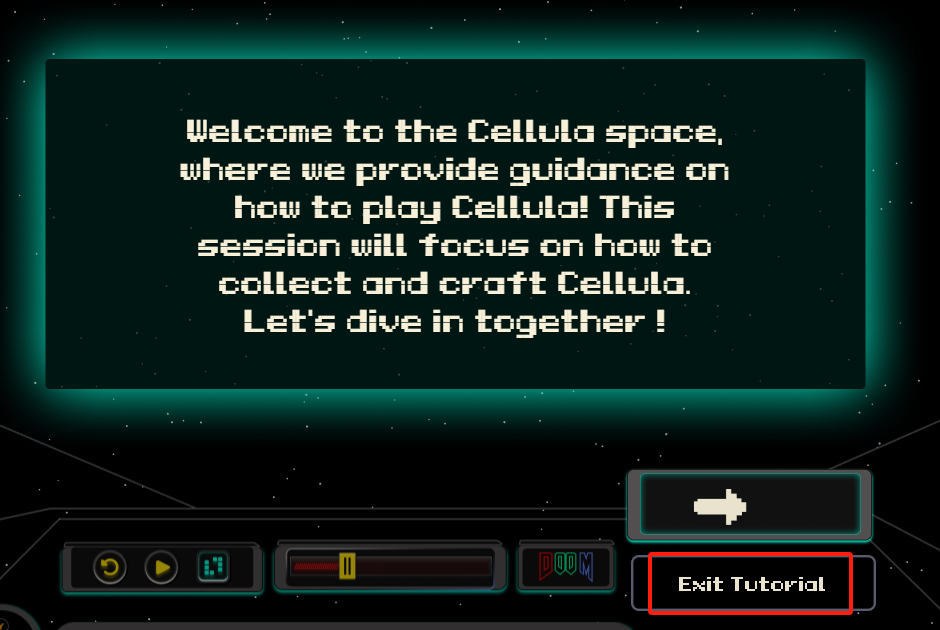 Welcome to the Cellula space,
where we provide guidance on
how to play Cellula! This
session will focus on how to
collect and craft Cellula.
Let's dive in together !
DOOM
Exit Tutorial